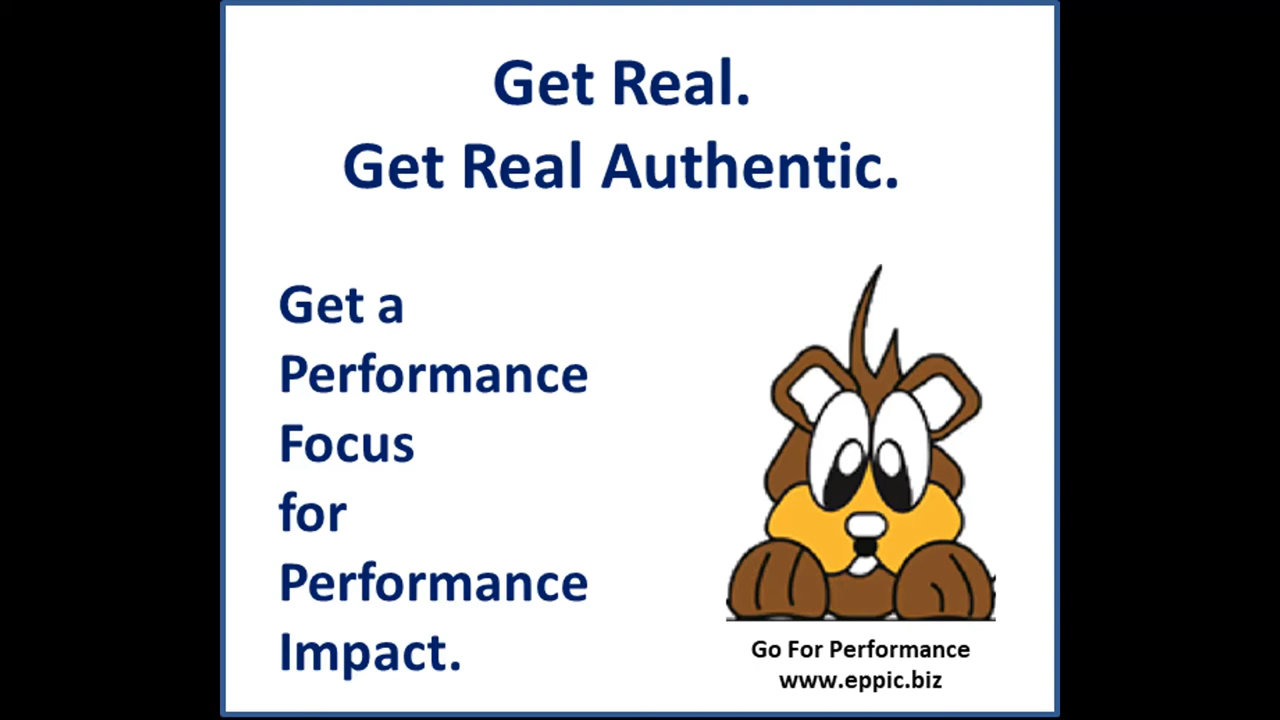 Get Real.
Get Real Authentic.
Get a
Performance
Focus
for
Performance
Impact.
Go For Performance
www.eppic.biz